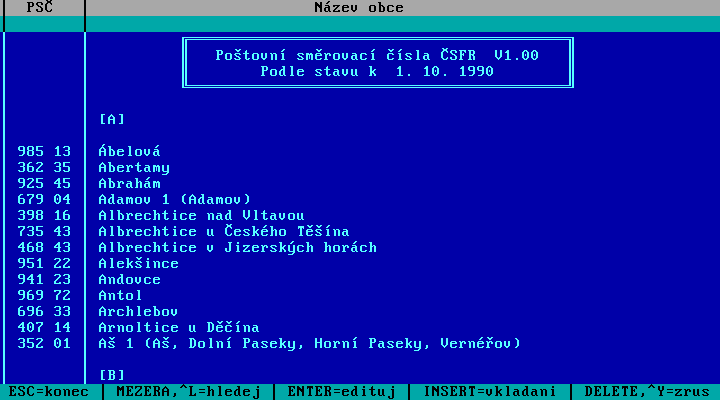 PSČ Název obce
Poštovní směrovací čísla ČSFR V1.00
Podle stavu k 1. 10. 1990
[A]
985 13 Ábelová
362 35 Abertamy
925 45 Abrahám
679 04 Adamov 1 (Adamov)
398 16 Albrechtice nad Vltavou
735 43 Albrechtice u Českého Těšína
468 43 Albrechtice v Jizerských horách
951 22 Alekšince
941 23 Andovce
969 72 Antol
696 33 Archlebov
407 14 Arnoltice u Děčína
352 01 Aš 1 (Aš, Dolní Paseky, Horní Paseky, Vernéřov)
[B]
ESC=konec MEZERA,^L=hledej ENTER=edituj INSERT=vkladani DELETE,^Y=zrus